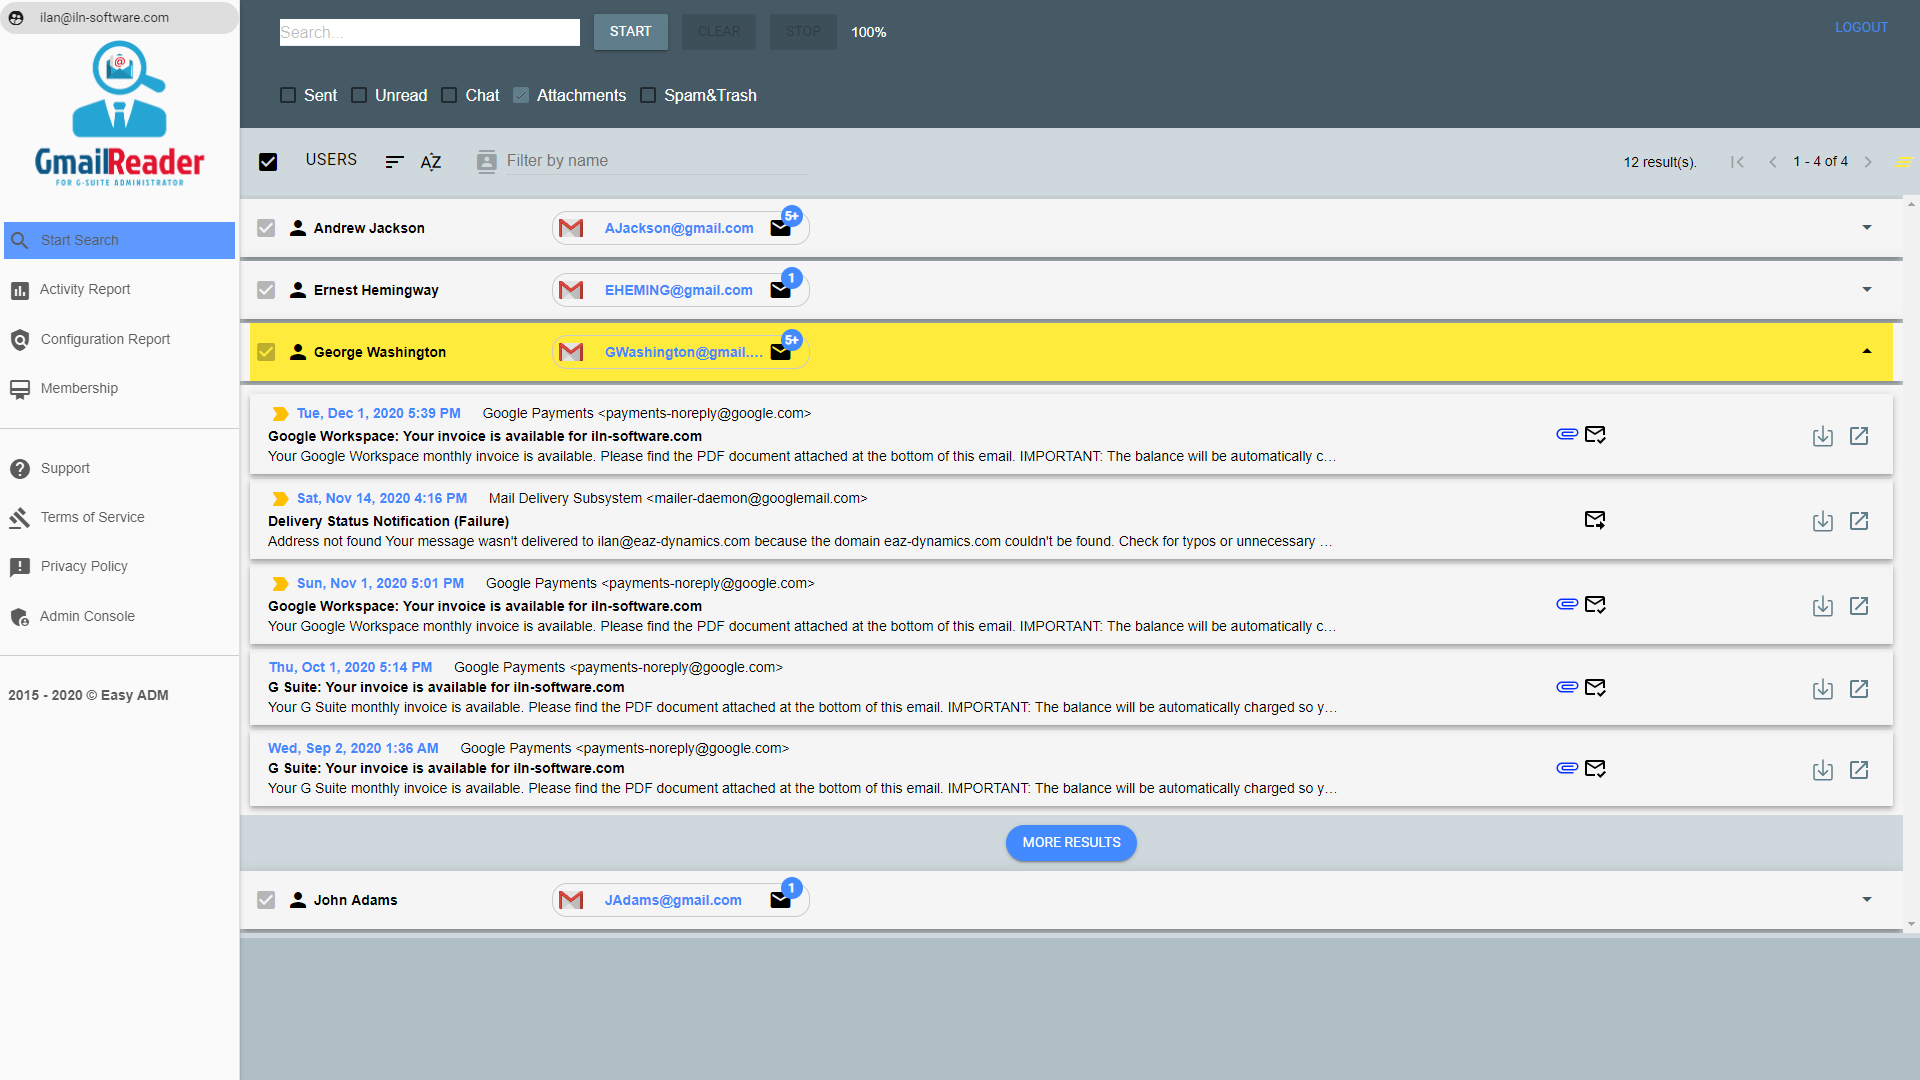 ilan@iln-software.com
@
GmailReader
FOR G-SUITE ADMINISTRATOR
Start Search
Activity Report
Configuration Report
Membership
Support
Terms of Service
Privacy Policy
Admin Console
2015 - 2020 © Easy ADM
Search...
START
CLEAR
STOP
100%
LOGOUT
Sent
Unread
Chat
Attachments
Spam&Trash
USERS
AZ
Filter by name
12 result(s).
1 - 4 of 4
Andrew Jackson
AJackson@gmail.com
5+
Ernest Hemingway
EHEMING@gmail.com
1
George Washington
GWashington@gmail....
5+
Tue, Dec 1, 2020 5:39 PM Google Payments <payments-noreply@google.com>
Google Workspace: Your invoice is available for iln-software.com
Your Google Workspace monthly invoice is available. Please find the PDF document attached at the bottom of this email. IMPORTANT: The balance will be automatically c...
Sat, Nov 14, 2020 4:16 PM Mail Delivery Subsystem <mailer-daemon@googlemail.com>
Delivery Status Notification (Failure)
Address not found Your message wasn't delivered to ilan@eaz-dynamics.com because the domain eaz-dynamics.com couldn't be found. Check for typos or unnecessary ...
Sun, Nov 1, 2020 5:01 PM Google Payments <payments-noreply@google.com>
Google Workspace: Your invoice is available for iln-software.com
Your Google Workspace monthly invoice is available. Please find the PDF document attached at the bottom of this email. IMPORTANT: The balance will be automatically c...
Thu, Oct 1, 2020 5:14 PM Google Payments <payments-noreply@google.com>
G Suite: Your invoice is available for iln-software.com
Your G Suite monthly invoice is available. Please find the PDF document attached at the bottom of this email. IMPORTANT: The balance will be automatically charged so y...
Wed, Sep 2, 2020 1:36 AM Google Payments <payments-noreply@google.com>
G Suite: Your invoice is available for iln-software.com
Your G Suite monthly invoice is available. Please find the PDF document attached at the bottom of this email. IMPORTANT: The balance will be automatically charged so y...
MORE RESULTS
John Adams
JAdams@gmail.com
1